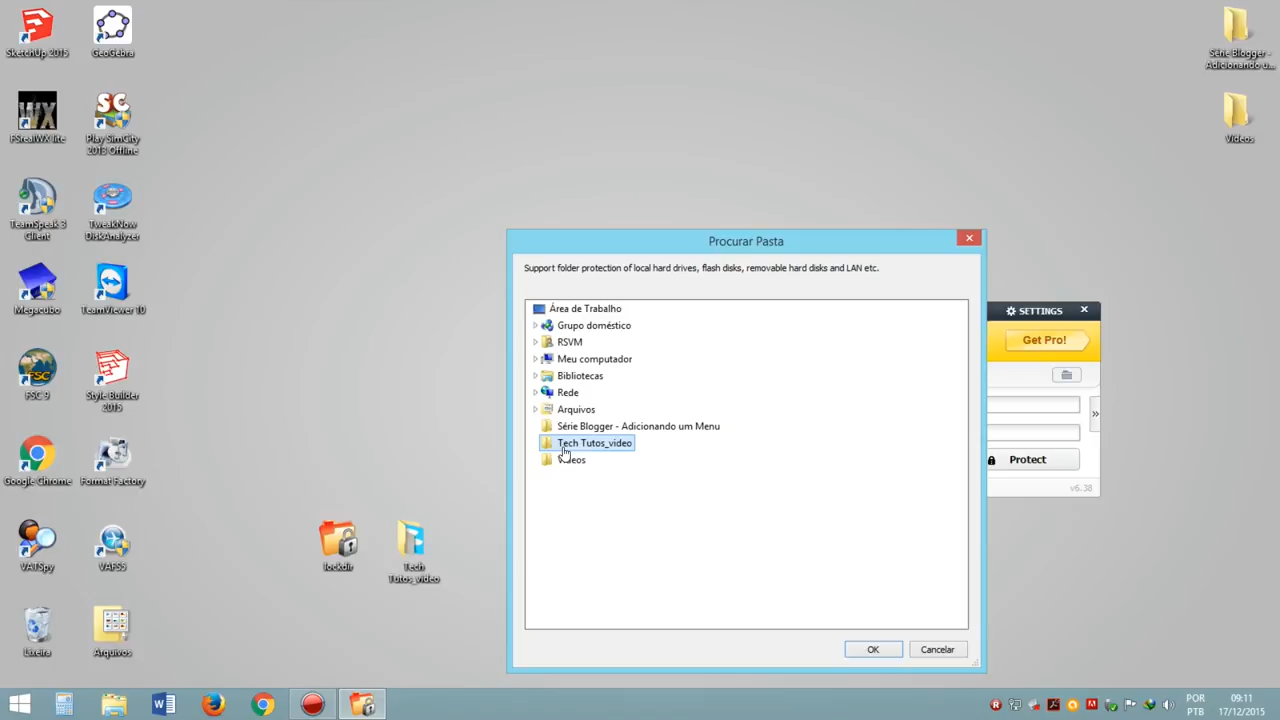 SketchUp 2015
GeoGebra
FSrealWX lite
Play SimCity
2013 Offline
TeamSpeak 3
Client
TweakNow
DiskAnalyzer
Megacubo
TeamViewer 10
FSC 9
Style Builder
2015
Google Chrome
Format Factory
VATSpy
VAFS5
Lixeira
Arquivos
lockdir
Tech
Tutos_video
Série Blogger -
Adicionando u...
Vídeos
Procurar Pasta
Support folder protection of local hard drives, flash disks, removable hard disks and LAN etc.
Área de Trabalho
Grupo doméstico
RSVM
Meu computador
Bibliotecas
Rede
Arquivos
Série Blogger - Adicionando um Menu
Tech Tutos_video
Vídeos
OK
Cancelar
SETTINGS
Get Pro!
»
Protect
v6.38
POR
PTB
09:11
17/12/2015